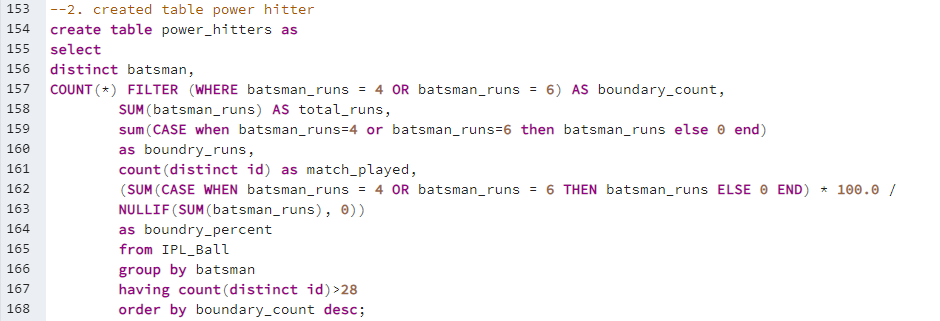 153 --2. created table power hitter
154 create table power_hitters as
155 select
156 distinct batsman,
157 COUNT(*) FILTER (WHERE batsman_runs = 4 OR batsman_runs = 6) AS boundary_count,
158 SUM(batsman_runs) AS total_runs,
159 sum(CASE when batsman_runs=4 or batsman_runs=6 then batsman_runs else 0 end)
160 as boundry_runs,
161 count(distinct id) as match_played,
162 (SUM(CASE WHEN batsman_runs = 4 OR batsman_runs = 6 THEN batsman_runs ELSE 0 END) * 100.0 /
163 NULLIF(SUM(batsman_runs), 0))
164 as boundry_percent
165 from IPL_Ball
166 group by batsman
167 having count(distinct id)>28
168 order by boundary_count desc;